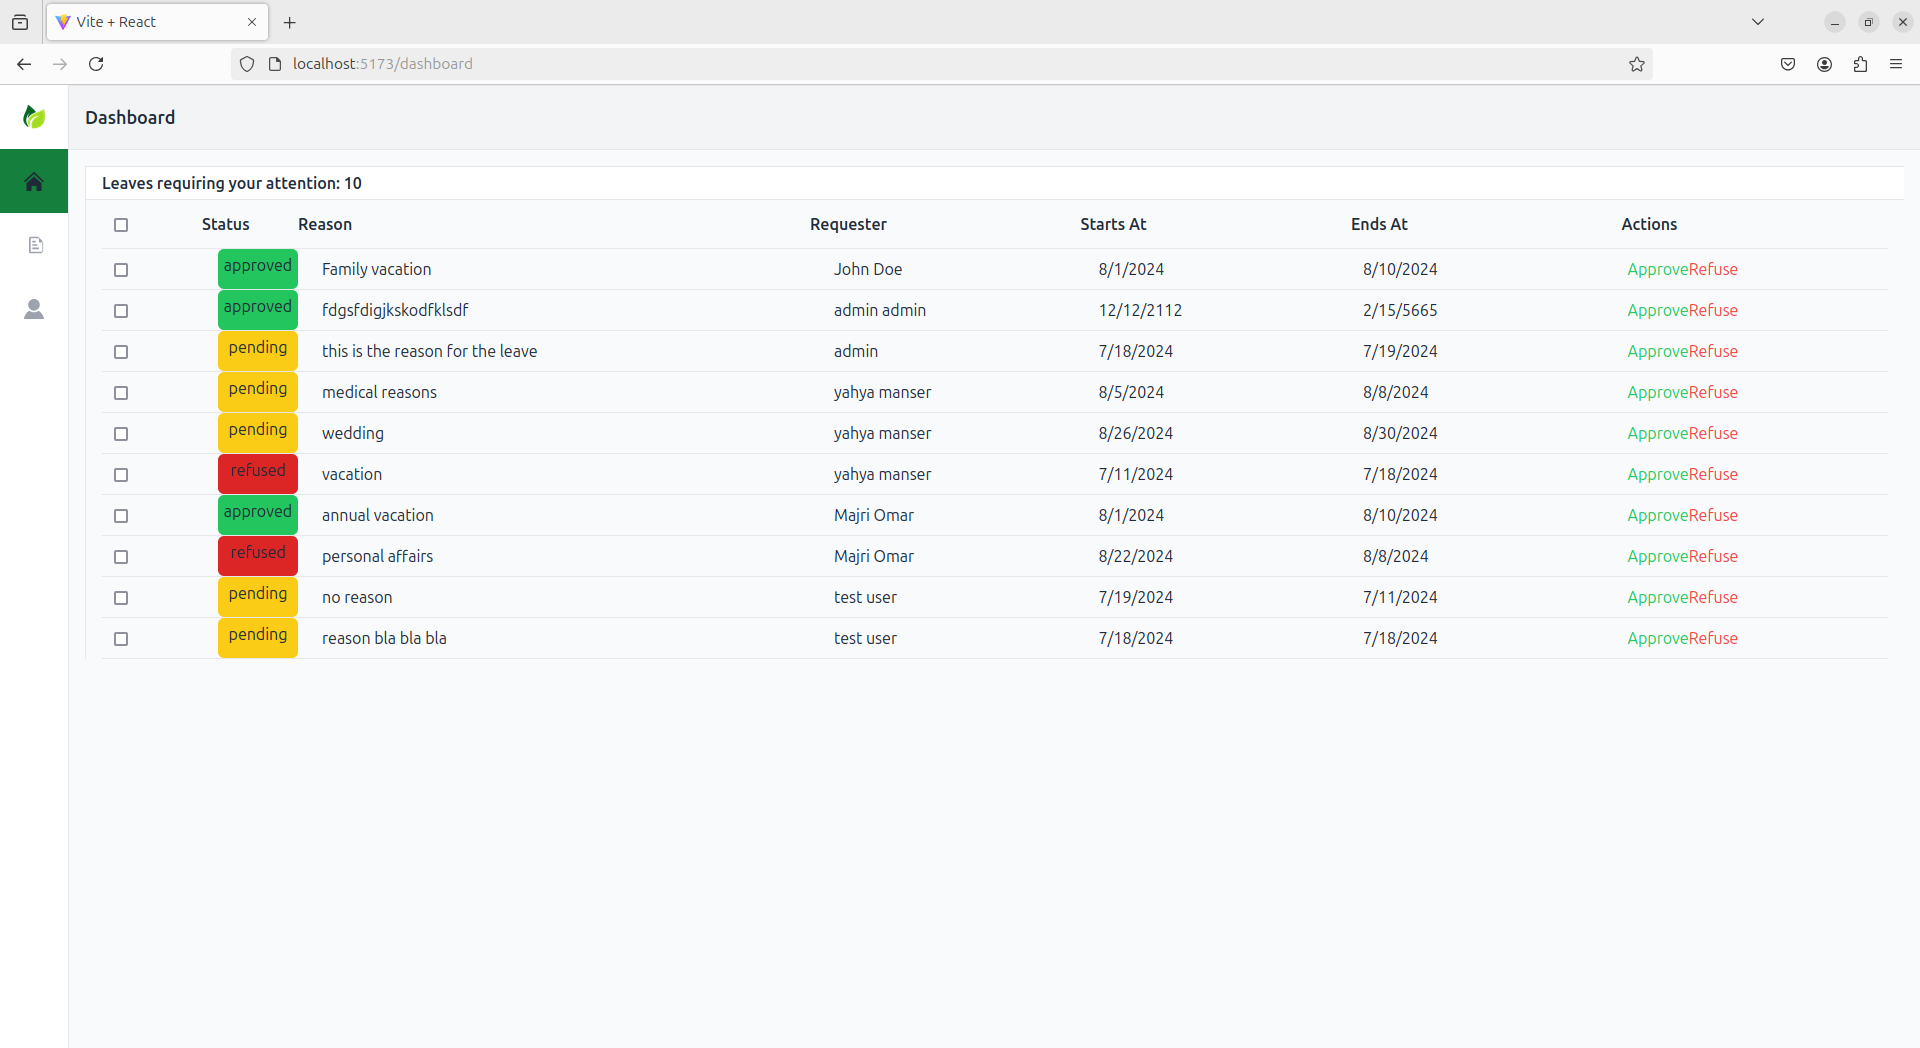 Vite + React
localhost:5173/dashboard
Dashboard
Leaves requiring your attention: 10
Status Reason Requester Starts At Ends At Actions
approved Family vacation John Doe 8/1/2024 8/10/2024 ApproveRefuse
approved fdgsfdigjkskodfklsdf admin admin 12/12/2112 2/15/5665 ApproveRefuse
pending this is the reason for the leave admin 7/18/2024 7/19/2024 ApproveRefuse
pending medical reasons yahya manser 8/5/2024 8/8/2024 ApproveRefuse
pending wedding yahya manser 8/26/2024 8/30/2024 ApproveRefuse
refused vacation yahya manser 7/11/2024 7/18/2024 ApproveRefuse
approved annual vacation Majri Omar 8/1/2024 8/10/2024 ApproveRefuse
refused personal affairs Majri Omar 8/22/2024 8/8/2024 ApproveRefuse
pending no reason test user 7/19/2024 7/11/2024 ApproveRefuse
pending reason bla bla bla test user 7/18/2024 7/18/2024 ApproveRefuse